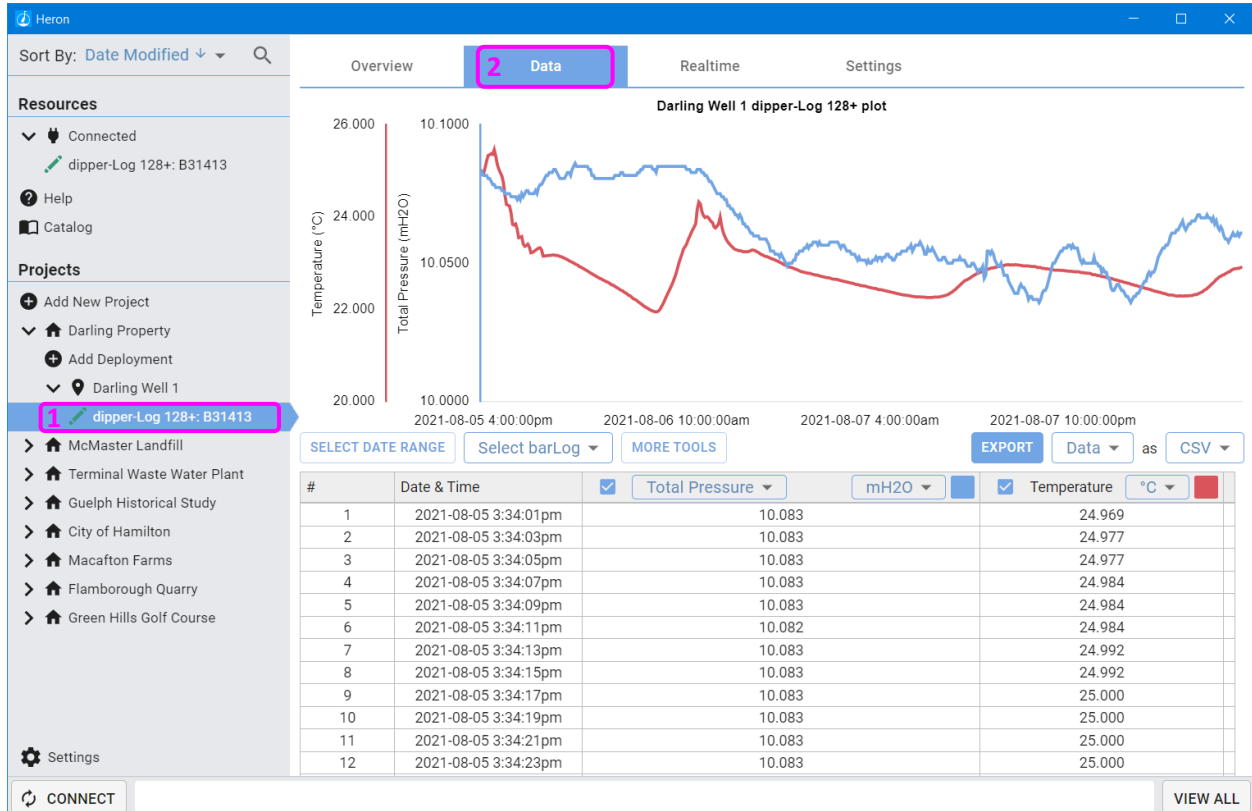 Heron
Sort By: Date Modified
Resources
Connected
dipper-Log 128+: B31413
Help
Catalog
Projects
Add New Project
Darling Property
Add Deployment
Darling Well 1
1 dipper-Log 128+: B31413
McMaster Landfill
Terminal Waste Water Plant
Guelph Historical Study
City of Hamilton
Macafton Farms
Flamborough Quarry
Green Hills Golf Course
Settings
CONNECT
Overview 2 Data Realtime Settings
Darling Well 1 dipper-Log 128+ plot
Temperature (°C)
26.000
24.000
22.000
20.000
Total Pressure (mH2O)
10.1000
10.0500
10.0000
2021-08-05 4:00:00pm 2021-08-06 10:00:00am 2021-08-07 4:00:00am 2021-08-07 10:00:00pm
SELECT DATE RANGE Select barLog MORE TOOLS EXPORT Data as CSV
# Date & Time Total Pressure mH2O Temperature °C
1 2021-08-05 3:34:01pm 10.083 24.969
2 2021-08-05 3:34:03pm 10.083 24.977
3 2021-08-05 3:34:05pm 10.083 24.977
4 2021-08-05 3:34:07pm 10.083 24.984
5 2021-08-05 3:34:09pm 10.083 24.984
6 2021-08-05 3:34:11pm 10.082 24.984
7 2021-08-05 3:34:13pm 10.083 24.992
8 2021-08-05 3:34:15pm 10.083 24.992
9 2021-08-05 3:34:17pm 10.083 25.000
10 2021-08-05 3:34:19pm 10.083 25.000
11 2021-08-05 3:34:21pm 10.083 25.000
12 2021-08-05 3:34:23pm 10.083 25.000
VIEW ALL